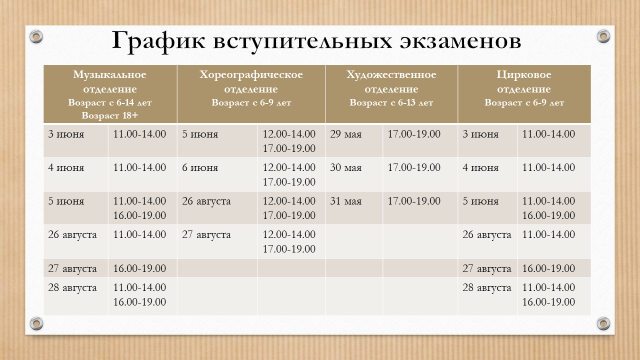 График вступительных экзаменов
Музыкальное отделение Возраст с 6-14 лет Возраст 18+
Хореографическое отделение Возраст с 6-9 лет
Художественное отделение Возраст с 6-13 лет
Цирковое отделение Возраст с 6-9 лет
3 июня 11.00-14.00 5 июня 12.00-14.00 17.00-19.00 29 мая 17.00-19.00 3 июня 11.00-14.00
4 июня 11.00-14.00 6 июня 12.00-14.00 17.00-19.00 30 мая 17.00-19.00 4 июня 11.00-14.00
5 июня 11.00-14.00 16.00-19.00 26 августа 12.00-14.00 17.00-19.00 31 мая 17.00-19.00 5 июня 11.00-14.00 16.00-19.00
26 августа 11.00-14.00 27 августа 12.00-14.00 17.00-19.00 26 августа 11.00-14.00
27 августа 16.00-19.00 27 августа 16.00-19.00
28 августа 11.00-14.00 16.00-19.00 28 августа 11.00-14.00 16.00-19.00